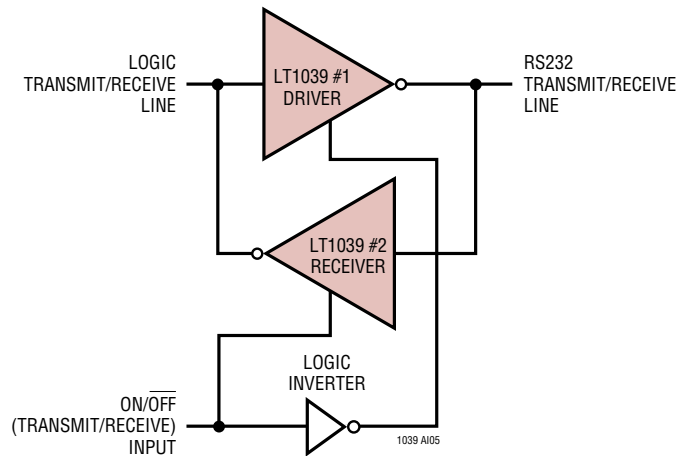 LOGIC
TRANSMIT/RECEIVE
LINE
LT1039 #1
DRIVER
RS232
TRANSMIT/RECEIVE
LINE
LT1039 #2
RECEIVER
LOGIC
INVERTER
ON/OFF
(TRANSMIT/RECEIVE)
INPUT
1039 AI05